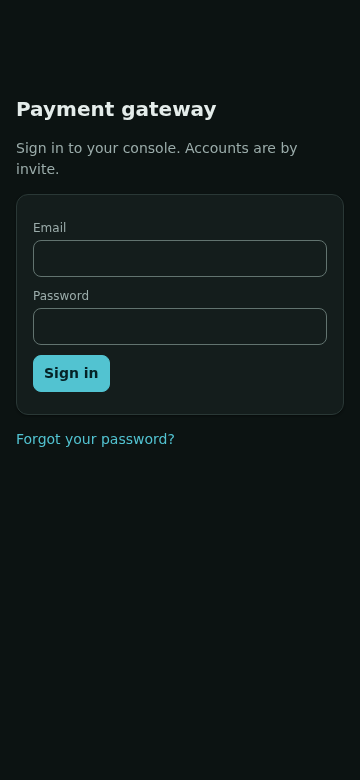 Payment gateway
Sign in to your console. Accounts are by
invite.
Email
Password
Sign in
Forgot your password?